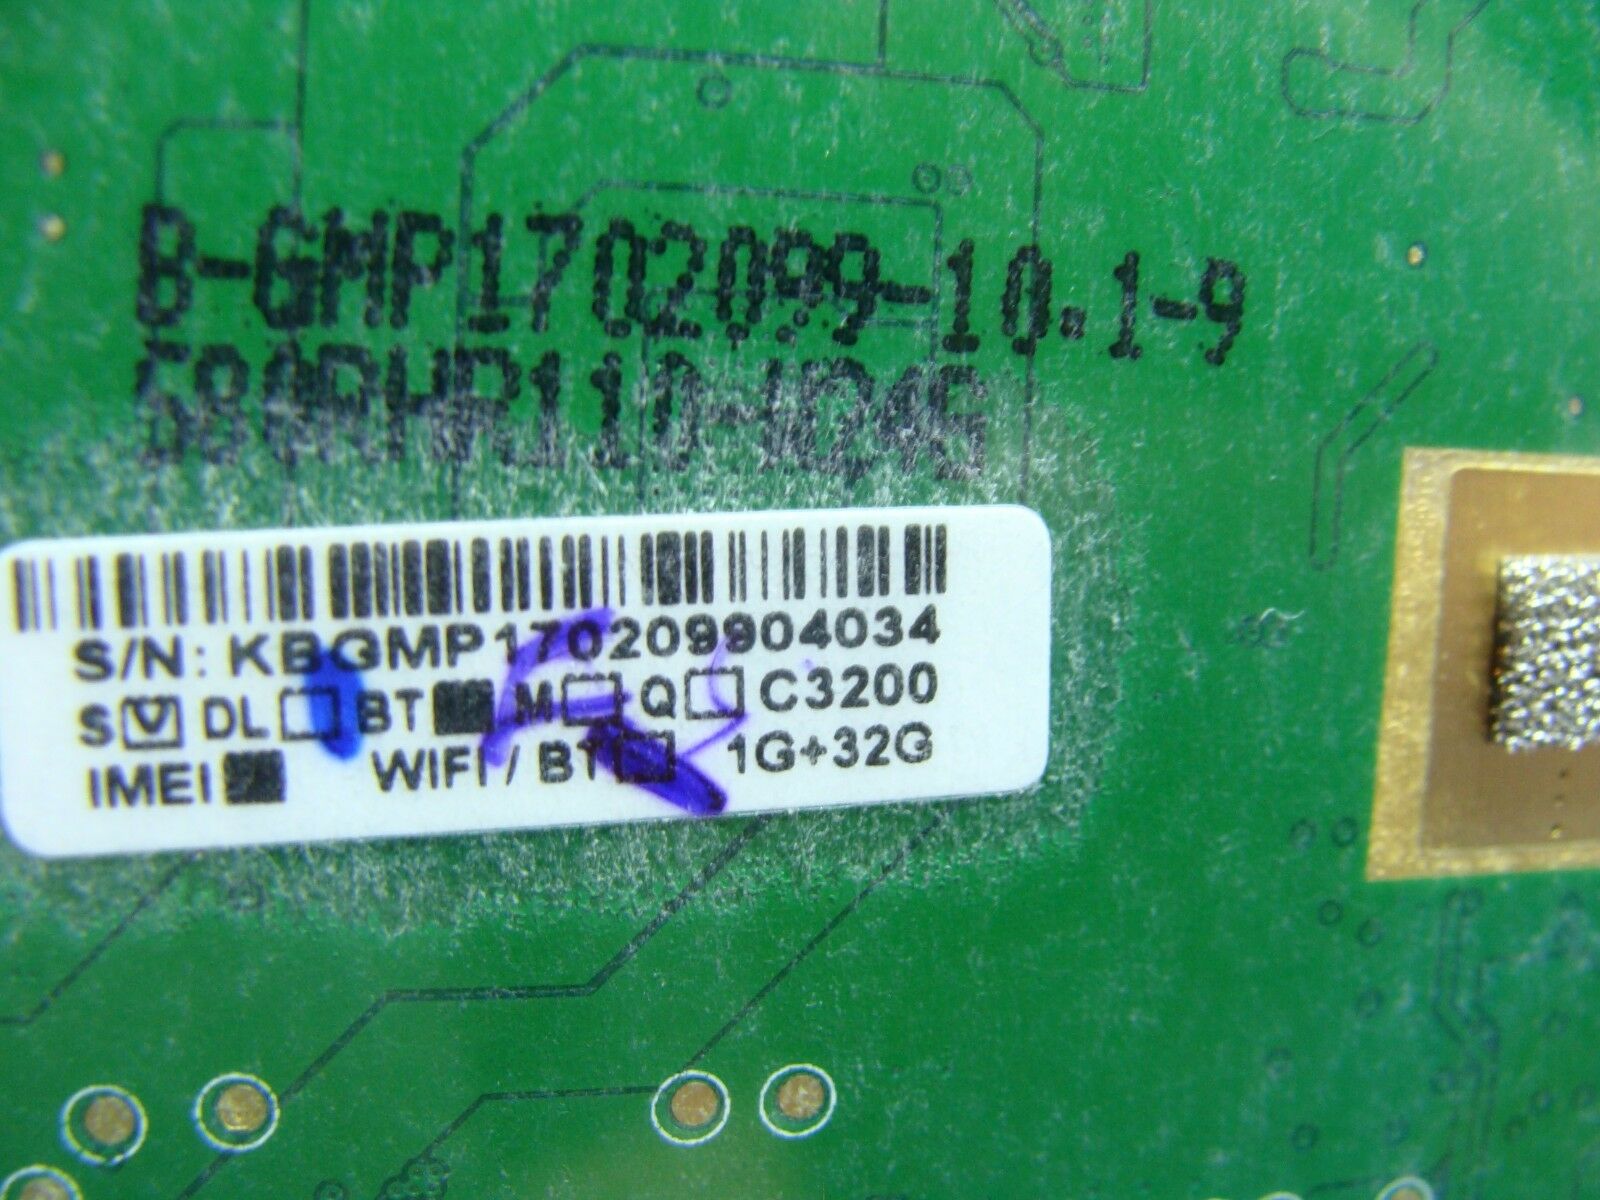 B-GMP1702099-10.1-9
S/N: KBGMP170209904034
S DL BT M Q C3200
IMEI WIFI / BT 1G+32G